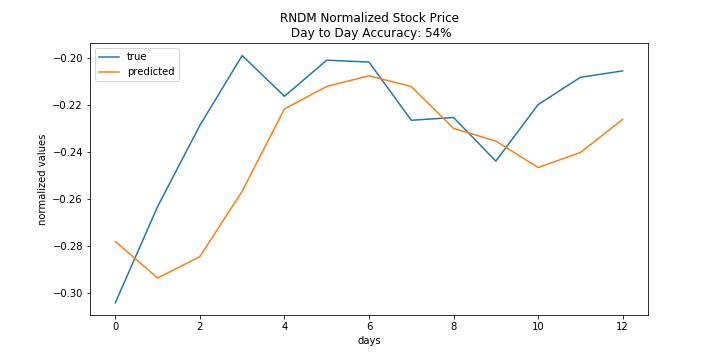 RNDM Normalized Stock Price
Day to Day Accuracy: 54%
true
predicted
normalized values
−0.20
−0.22
−0.24
−0.26
−0.28
−0.30
0 2 4 6 8 10 12
days